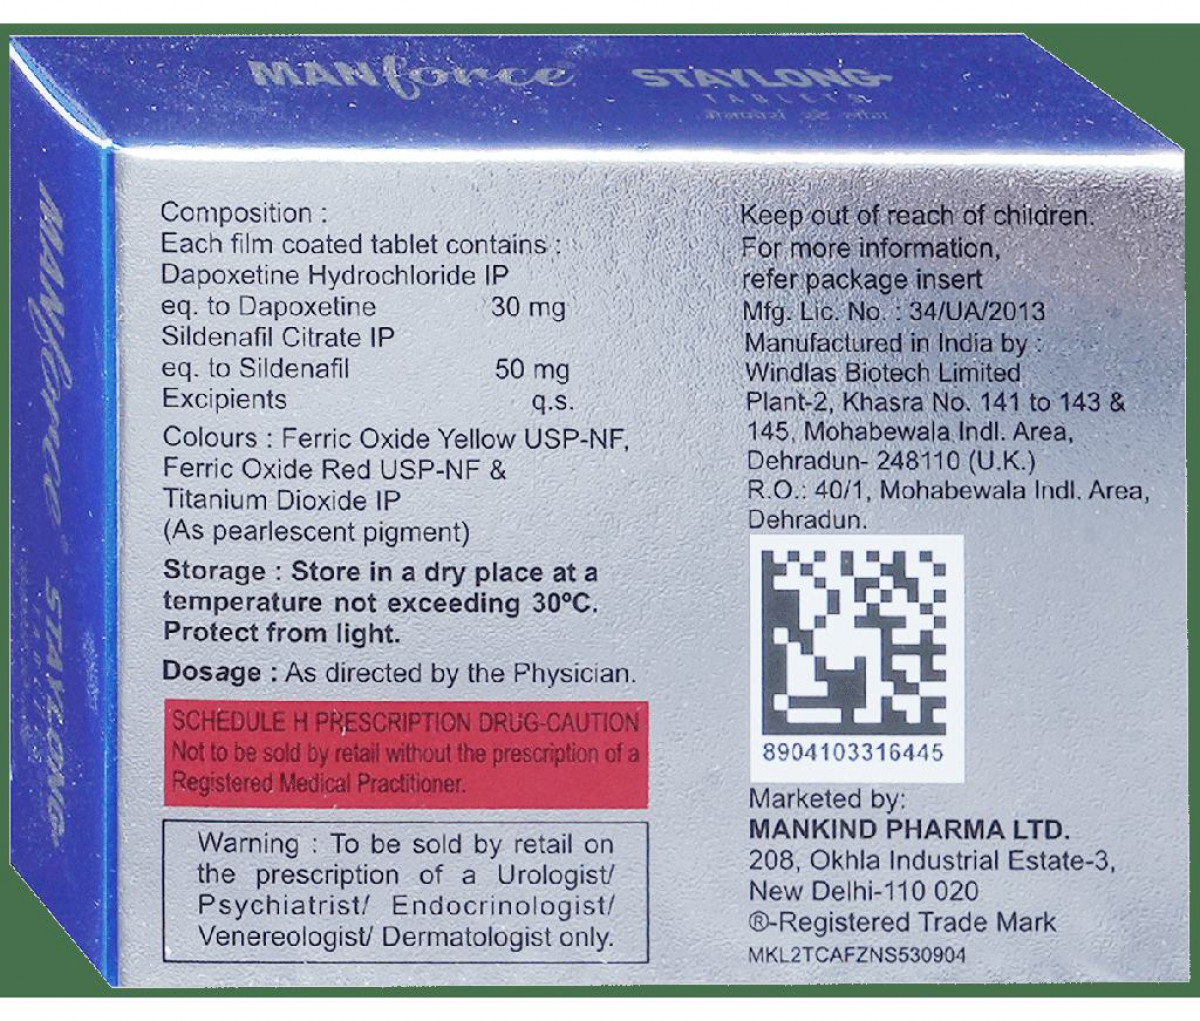 MANforce STAYLONG
TABLETS
MANforce STAYLONG
TABLETS
Composition :
Each film coated tablet contains :
Dapoxetine Hydrochloride IP
eq. to Dapoxetine 30 mg
Sildenafil Citrate IP
eq. to Sildenafil 50 mg
Excipients q.s.
Colours : Ferric Oxide Yellow USP-NF,
Ferric Oxide Red USP-NF &
Titanium Dioxide IP
(As pearlescent pigment)
Storage : Store in a dry place at a
temperature not exceeding 30ºC.
Protect from light.
Dosage : As directed by the Physician.
SCHEDULE H PRESCRIPTION DRUG-CAUTION
Not to be sold by retail without the prescription of a
Registered Medical Practitioner.
Warning : To be sold by retail on
the prescription of a Urologist/
Psychiatrist/ Endocrinologist/
Venereologist/ Dermatologist only.
Keep out of reach of children.
For more information,
refer package insert
Mfg. Lic. No. : 34/UA/2013
Manufactured in India by :
Windlas Biotech Limited
Plant-2, Khasra No. 141 to 143 &
145, Mohabewala Indl. Area,
Dehradun- 248110 (U.K.)
R.O.: 40/1, Mohabewala Indl. Area,
Dehradun.
8904103316445
Marketed by:
MANKIND PHARMA LTD.
208, Okhla Industrial Estate-3,
New Delhi-110 020
®-Registered Trade Mark
MKL2TCAFZNS530904